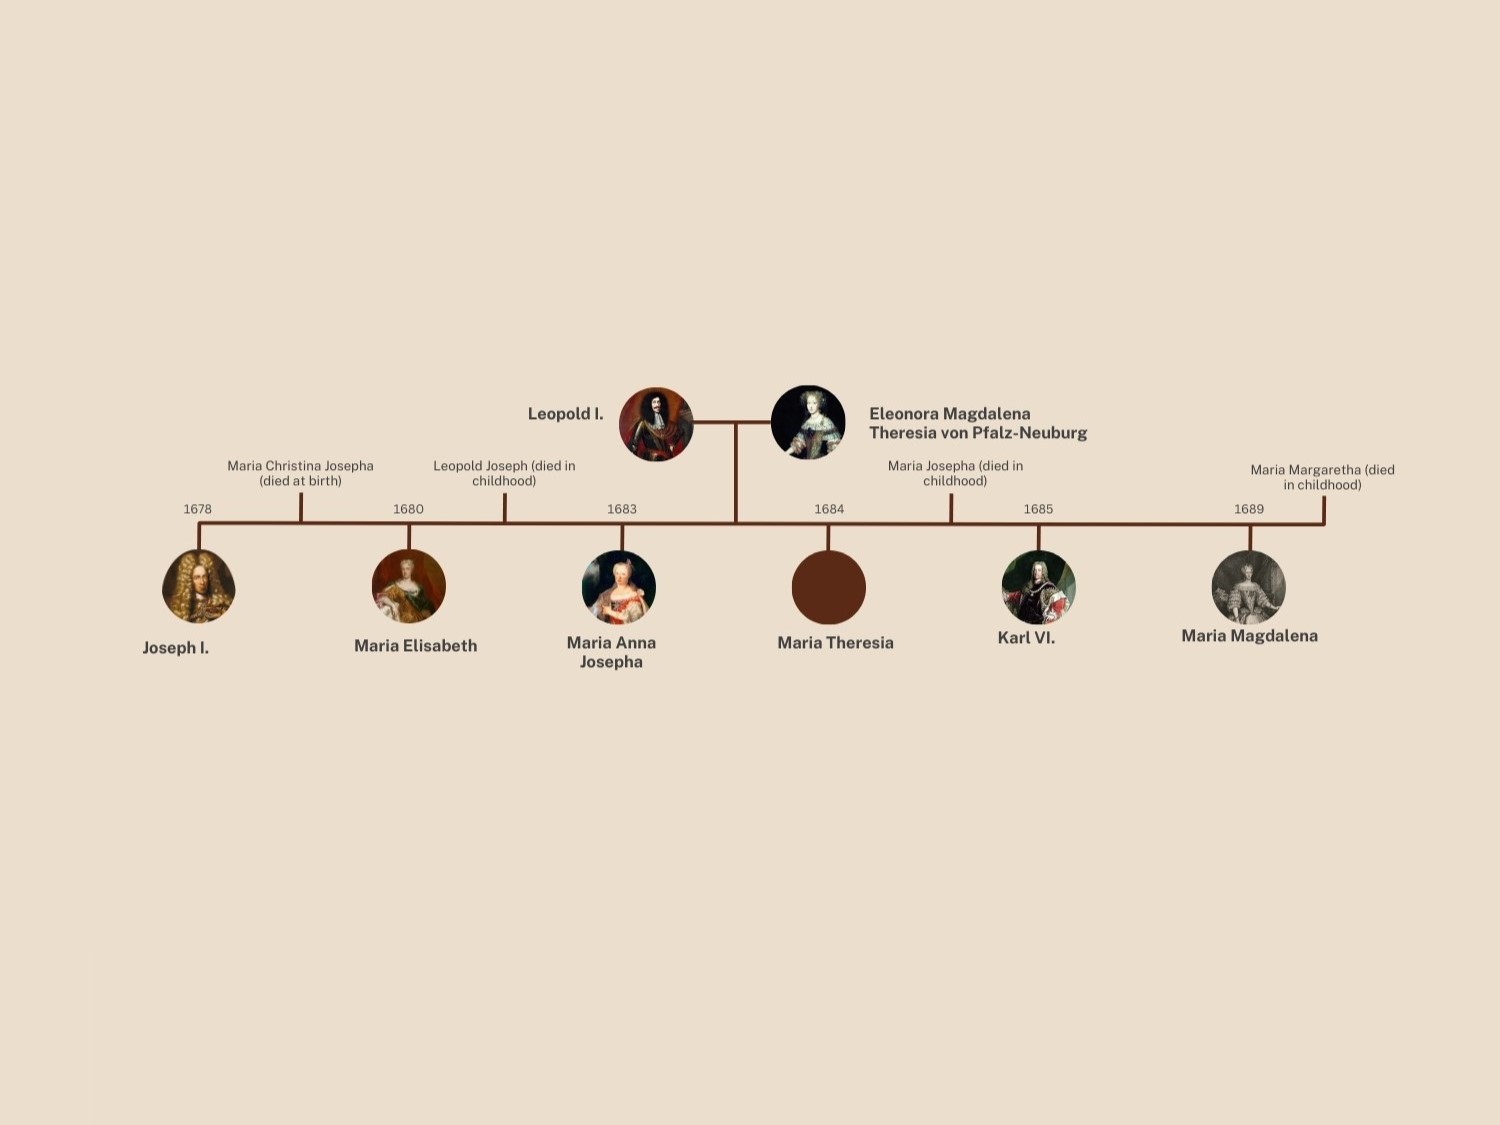 Leopold I.
Eleonora Magdalena
Theresia von Pfalz-Neuburg
Maria Christina Josepha
(died at birth)
Leopold Joseph (died in
childhood)
Maria Josepha (died in
childhood)
Maria Margaretha (died
in childhood)
1678
1680
1683
1684
1685
1689
Joseph I.
Maria Elisabeth
Maria Anna
Josepha
Maria Theresia
Karl VI.
Maria Magdalena